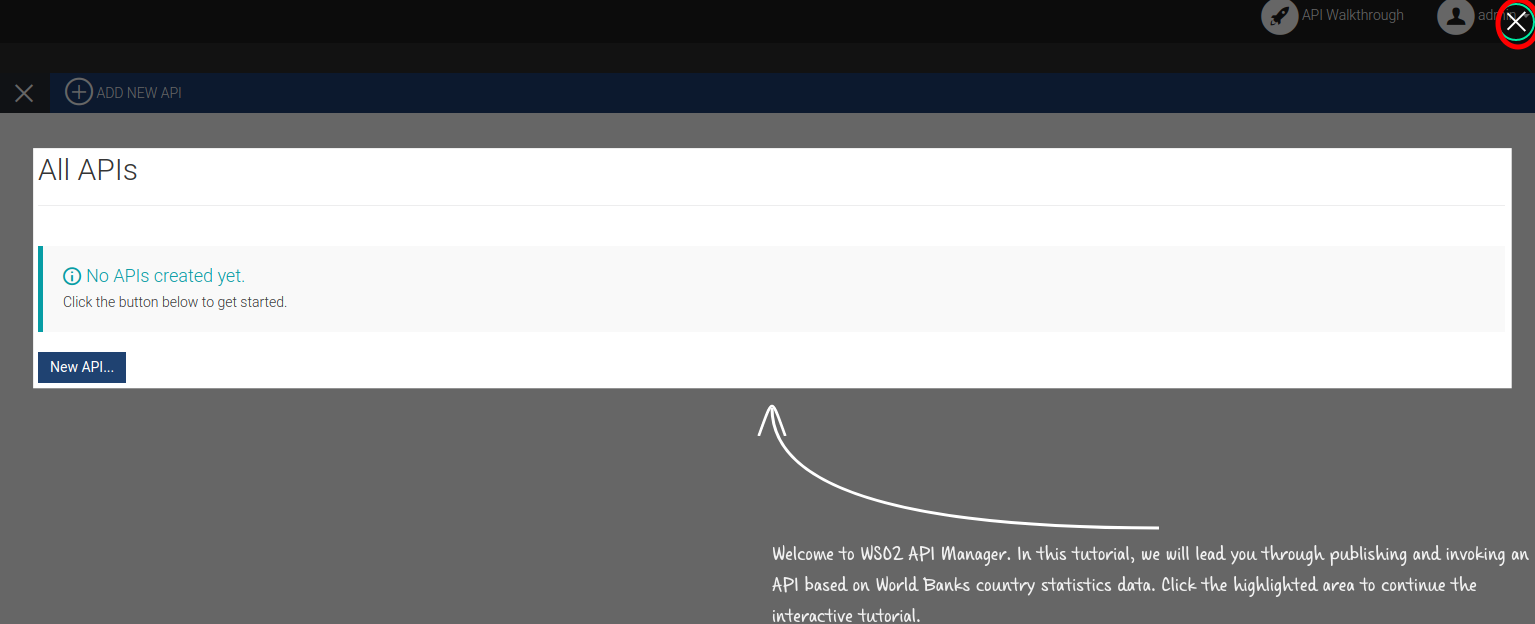 API Walkthrough
admin
ADD NEW API
All APIs
No APIs created yet.
Click the button below to get started.
New API...
Welcome to WSO2 API Manager. In this tutorial, we will lead you through publishing and invoking an
API based on World Banks country statistics data. Click the highlighted area to continue the
interactive tutorial.